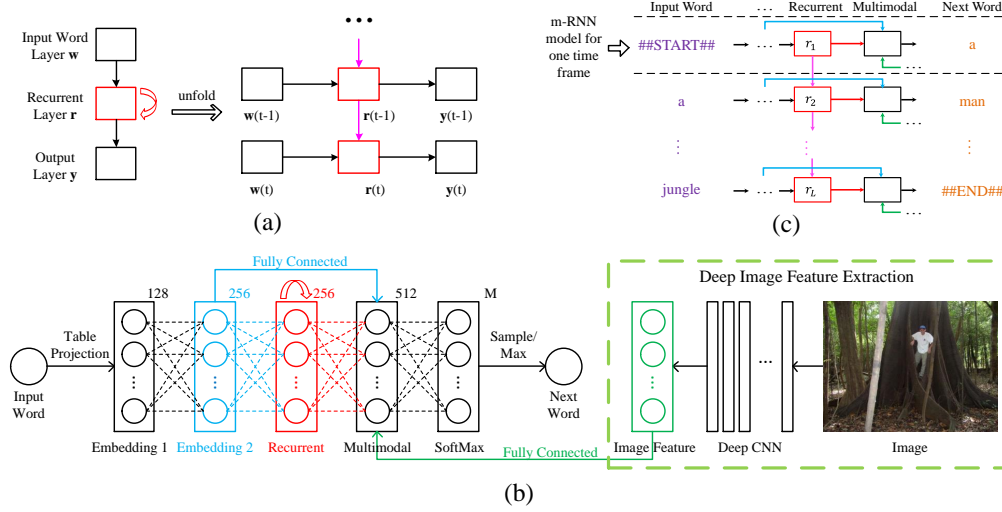 Input Word
Layer w
Recurrent
Layer r
Output
Layer y
unfold
...
w(t-1)
r(t-1)
y(t-1)
w(t)
r(t)
y(t)
(a)
m-RNN
model for
one time
frame
Input Word ... Recurrent Multimodal Next Word
##START## ... r1 a
...
a ... r2 man
...
jungle ... rL ##END##
...
(c)
Fully Connected
128 256 256 512 M
Table
Projection
Sample/
Max
Input
Word
Next
Word
Embedding 1 Embedding 2 Recurrent Multimodal SoftMax
Fully Connected
Deep Image Feature Extraction
...
Image Feature Deep CNN Image
(b)